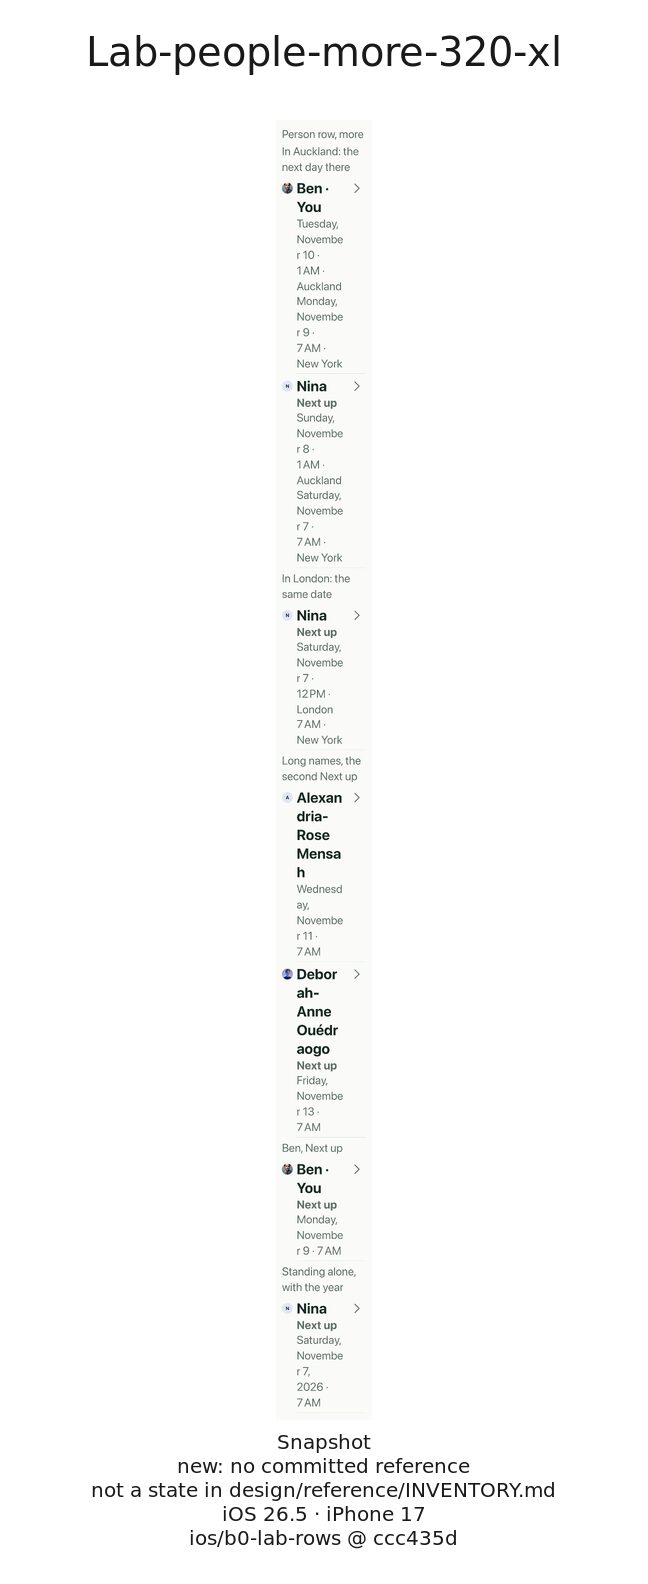 Lab-people-more-320-xl
Person row, more
In Auckland: the
next day there
Ben ·
You
Tuesday,
Novembe
r 10 ·
1 AM ·
Auckland
Monday,
Novembe
r 9 ·
7 AM ·
New York
N
Nina
Next up
Sunday,
Novembe
r 8 ·
1 AM ·
Auckland
Saturday,
Novembe
r 7 ·
7 AM ·
New York
In London: the
same date
N
Nina
Next up
Saturday,
Novembe
r 7 ·
12 PM ·
London
7 AM ·
New York
Long names, the
second Next up
A
Alexan
dria-
Rose
Mensa
h
Wednesd
ay,
Novembe
r 11 ·
7 AM
Debor
ah-
Anne
Ouédr
aogo
Next up
Friday,
Novembe
r 13 ·
7 AM
Ben, Next up
Ben ·
You
Next up
Monday,
Novembe
r 9 · 7 AM
Standing alone,
with the year
N
Nina
Next up
Saturday,
Novembe
r 7,
2026 ·
7 AM
Snapshot
new: no committed reference
not a state in design/reference/INVENTORY.md
iOS 26.5 · iPhone 17
ios/b0-lab-rows @ ccc435d